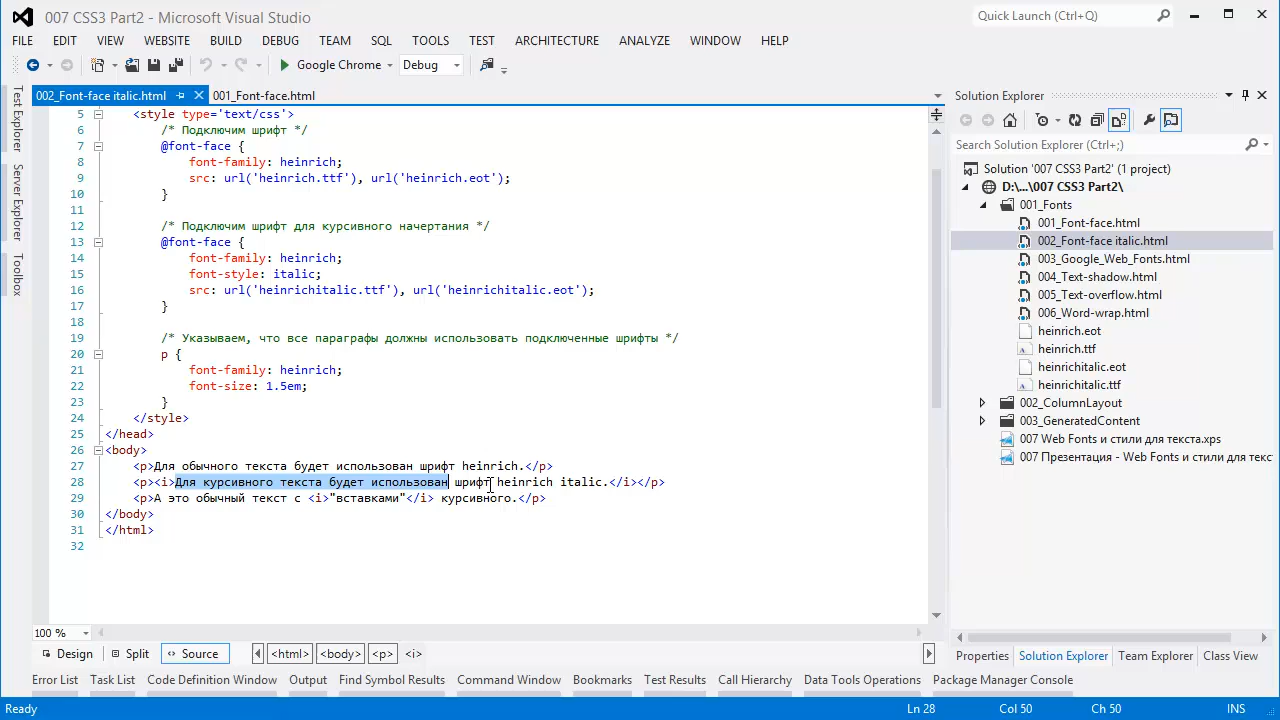 007 CSS3 Part2 - Microsoft Visual Studio
Quick Launch (Ctrl+Q)
FILE EDIT VIEW WEBSITE BUILD DEBUG TEAM SQL TOOLS TEST ARCHITECTURE ANALYZE WINDOW HELP
Google Chrome Debug
002_Font-face italic.html 001_Font-face.html
Test Explorer
Server Explorer
Toolbox
5 <style type='text/css'>
6 /* Подключим шрифт */
7 @font-face {
8 font-family: heinrich;
9 src: url('heinrich.ttf'), url('heinrich.eot');
10 }
11
12 /* Подключим шрифт для курсивного начертания */
13 @font-face {
14 font-family: heinrich;
15 font-style: italic;
16 src: url('heinrichitalic.ttf'), url('heinrichitalic.eot');
17 }
18
19 /* Указываем, что все параграфы должны использовать подключенные шрифты */
20 p {
21 font-family: heinrich;
22 font-size: 1.5em;
23 }
24 </style>
25 </head>
26 <body>
27 <p>Для обычного текста будет использован шрифт heinrich.</p>
28 <p><i>Для курсивного текста будет использован шрифт heinrich italic.</i></p>
29 <p>А это обычный текст с <i>"вставками"</i> курсивного.</p>
30 </body>
31 </html>
32
100 %
Design Split Source <html> <body> <p> <i>
Error List Task List Code Definition Window Output Find Symbol Results Command Window Bookmarks Test Results Call Hierarchy Data Tools Operations Package Manager Console
Ready Ln 28 Col 50 Ch 50 INS
Solution Explorer
Search Solution Explorer (Ctrl+;)
Solution '007 CSS3 Part2' (1 project)
D:\...\007 CSS3 Part2\
001_Fonts
001_Font-face.html
002_Font-face italic.html
003_Google_Web_Fonts.html
004_Text-shadow.html
005_Text-overflow.html
006_Word-wrap.html
heinrich.eot
heinrich.ttf
heinrichitalic.eot
heinrichitalic.ttf
002_ColumnLayout
003_GeneratedContent
007 Web Fonts и стили для текста.xps
007 Презентация - Web Fonts и стили для текс
Properties Solution Explorer Team Explorer Class View